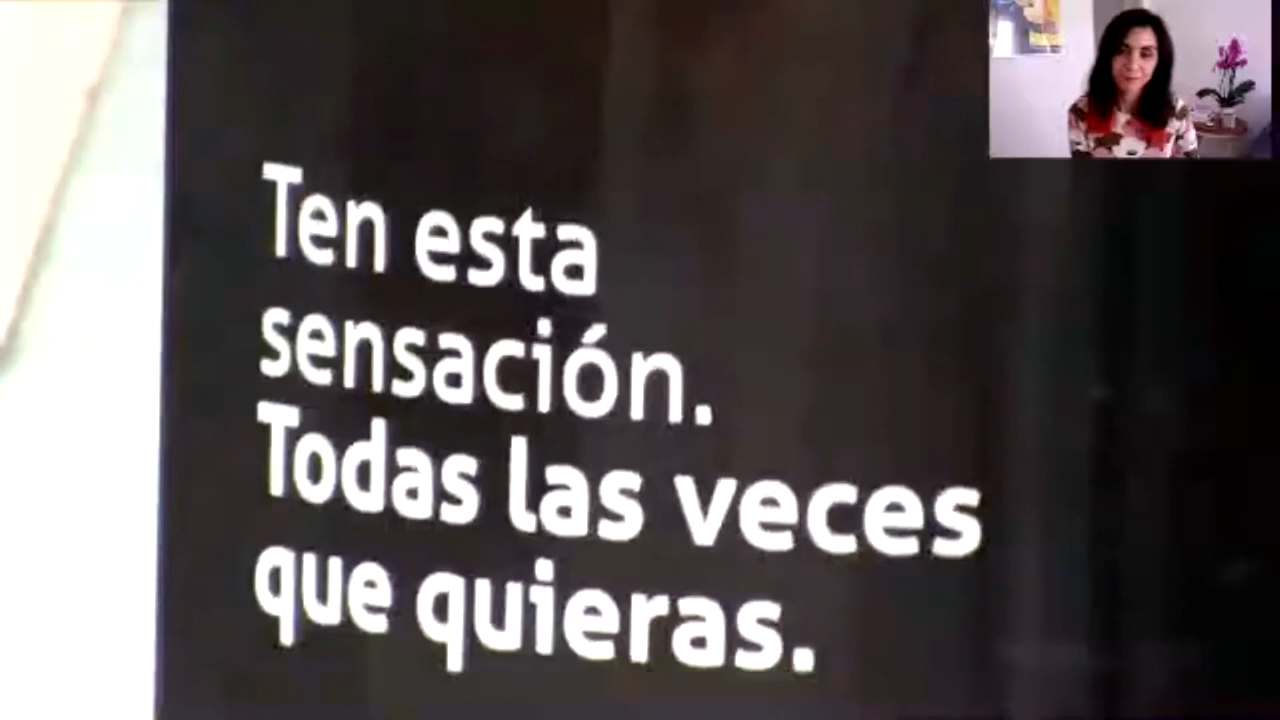 Ten esta
sensación.
Todas las veces
que quieras.